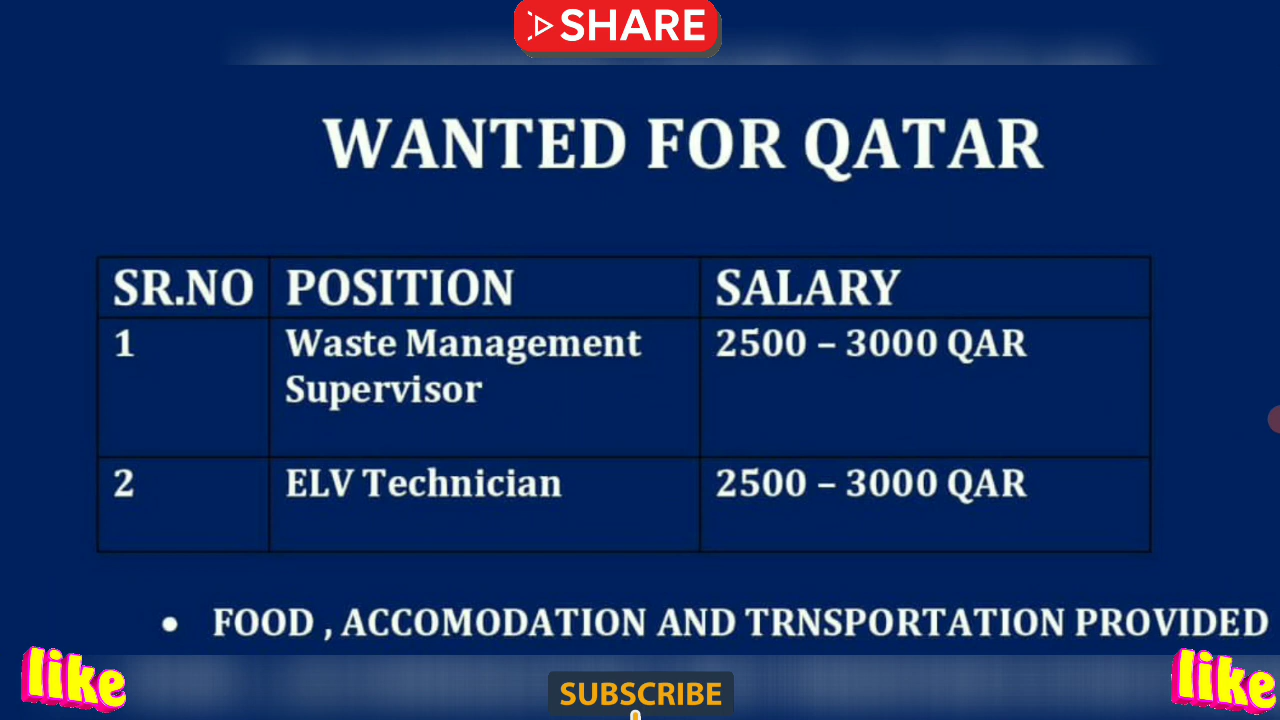 SHARE
WANTED FOR QATAR
SR.NO POSITION SALARY
1 Waste Management 2500 – 3000 QAR
Supervisor
2 ELV Technician 2500 – 3000 QAR
• FOOD , ACCOMODATION AND TRNSPORTATION PROVIDED
like like
SUBSCRIBE